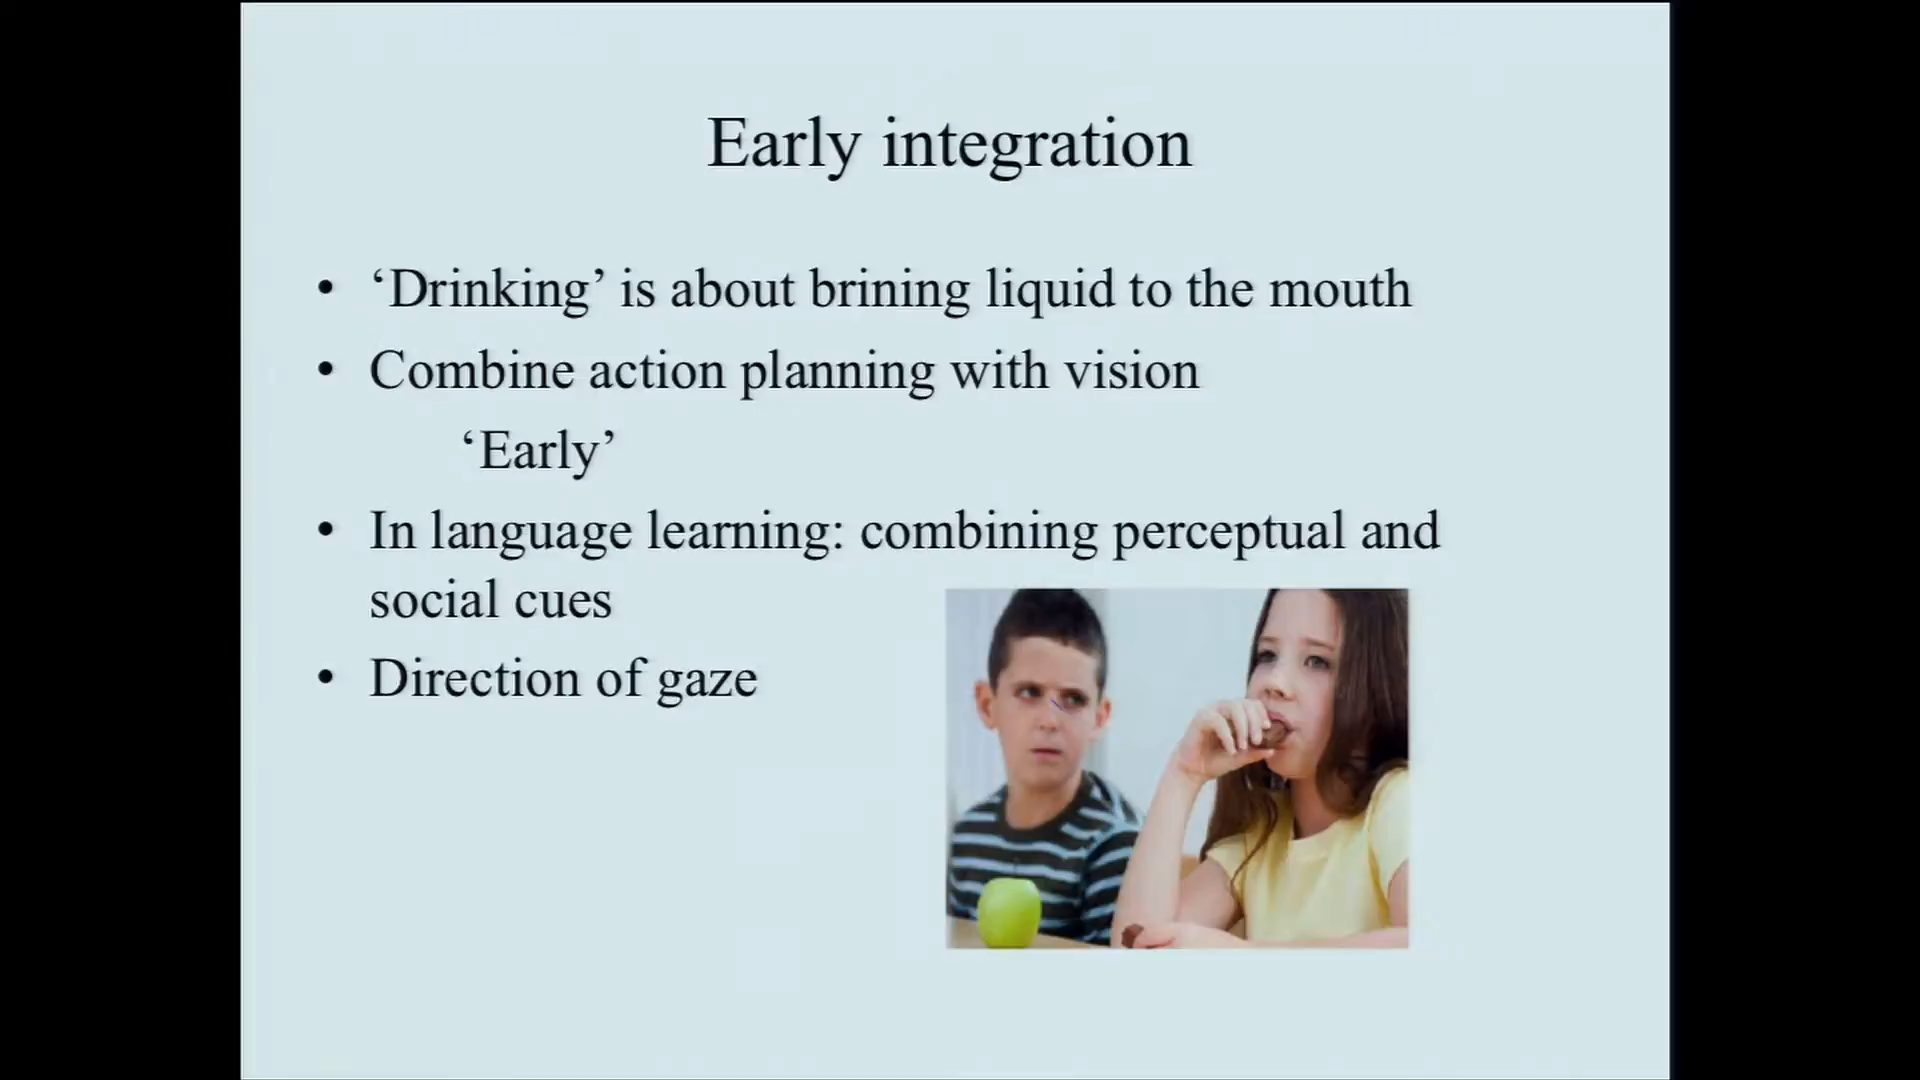 Early integration
• ‘Drinking’ is about brining liquid to the mouth
• Combine action planning with vision
‘Early’
• In language learning: combining perceptual and
social cues
• Direction of gaze